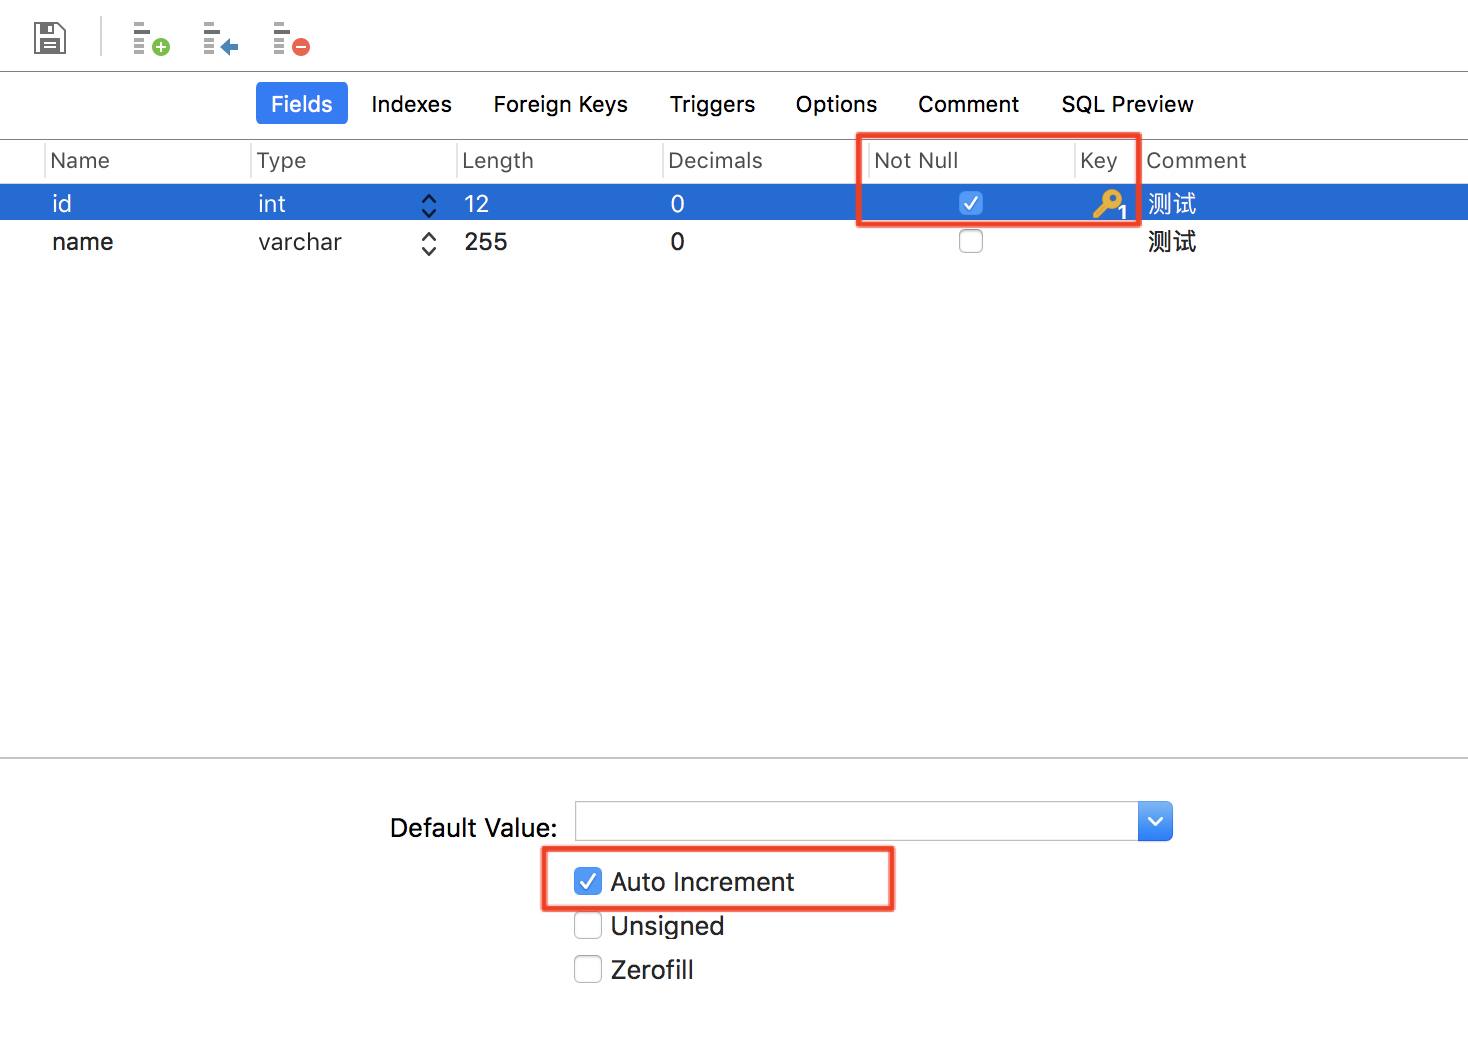 Fields Indexes Foreign Keys Triggers Options Comment SQL Preview
Name Type Length Decimals Not Null Key Comment
id int 12 0 1 测试
name varchar 255 0 测试
Default Value:
Auto Increment
Unsigned
Zerofill